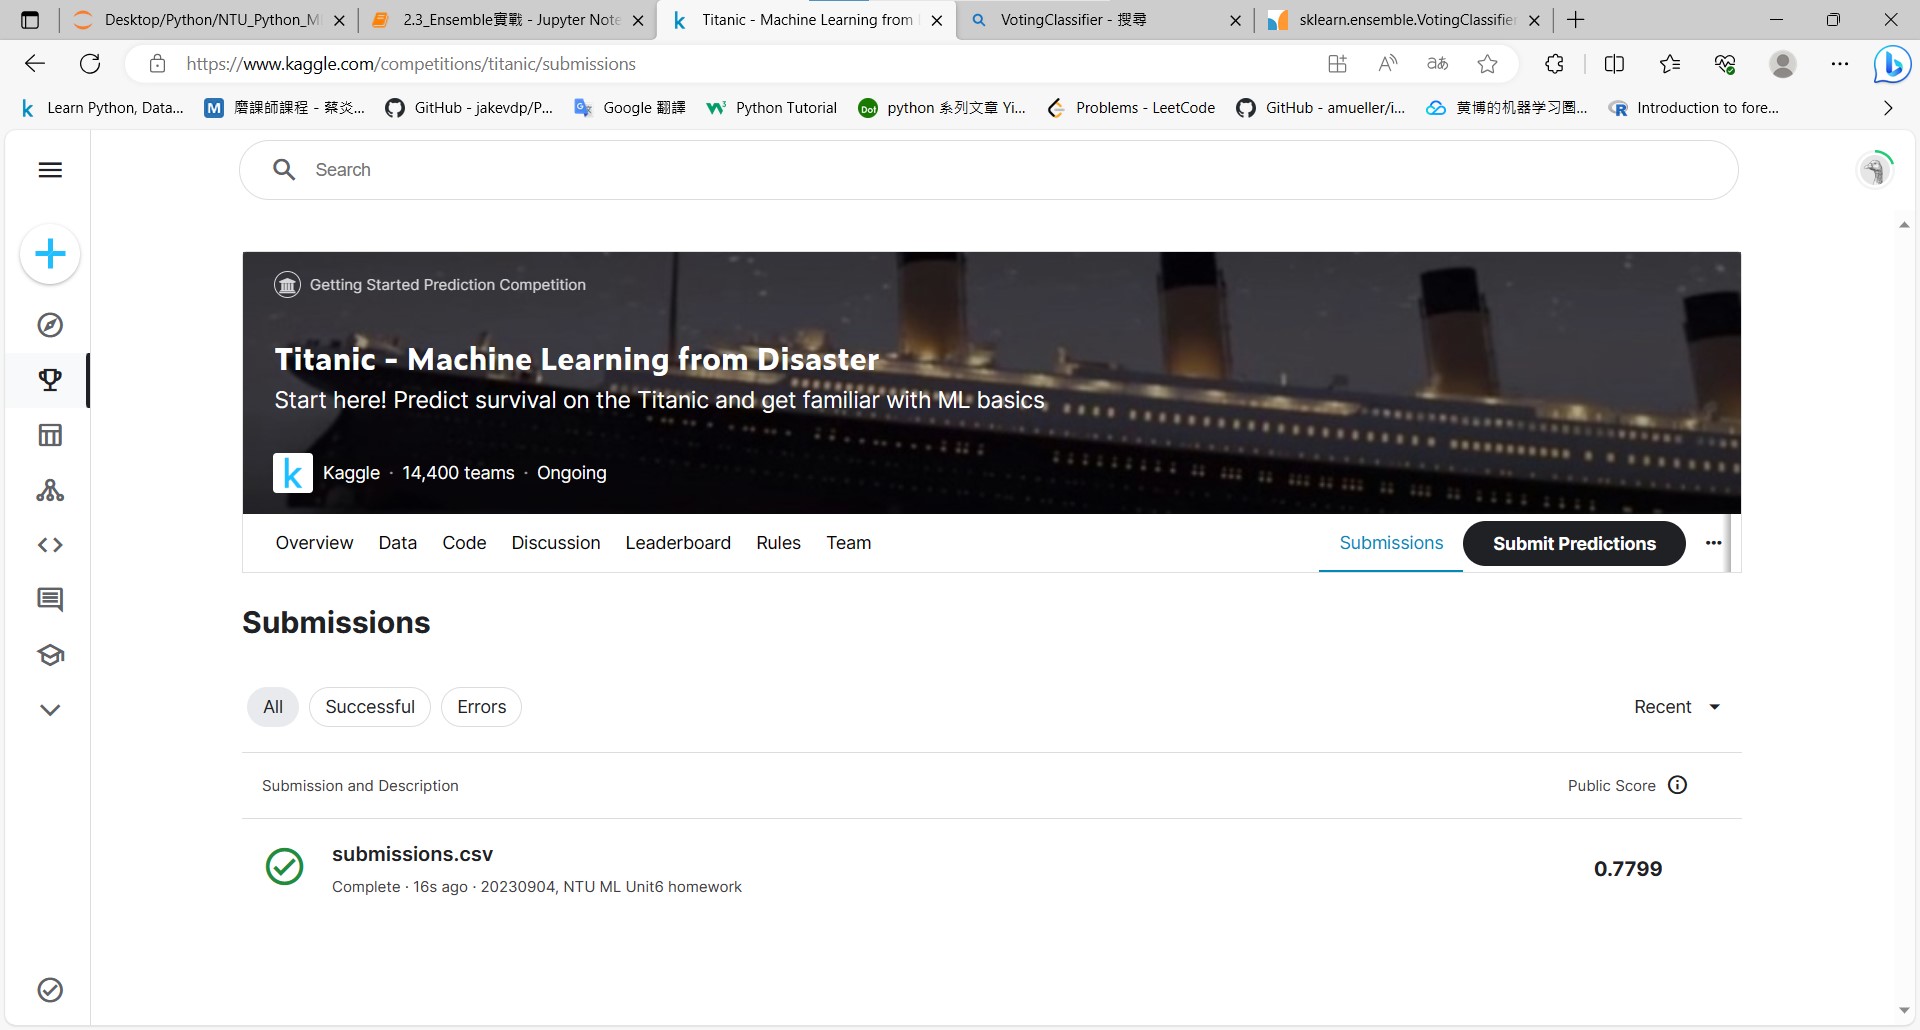 Desktop/Python/NTU_Python_M
2.3_Ensemble實戰 - Jupyter Note
Titanic - Machine Learning from
VotingClassifier - 搜尋
sklearn.ensemble.VotingClassifier
https://www.kaggle.com/competitions/titanic/submissions
Learn Python, Data...
磨課師課程 - 蔡炎...
GitHub - jakevdp/P...
Google 翻譯
Python Tutorial
python 系列文章 Yi...
Problems - LeetCode
GitHub - amueller/i...
黄博的机器学习圈...
Introduction to fore...
Search
Getting Started Prediction Competition
Titanic - Machine Learning from Disaster
Start here! Predict survival on the Titanic and get familiar with ML basics
k
Kaggle · 14,400 teams · Ongoing
Overview
Data
Code
Discussion
Leaderboard
Rules
Team
Submissions
Submit Predictions
Submissions
All
Successful
Errors
Recent
Submission and Description
Public Score
submissions.csv
Complete · 16s ago · 20230904, NTU ML Unit6 homework
0.7799